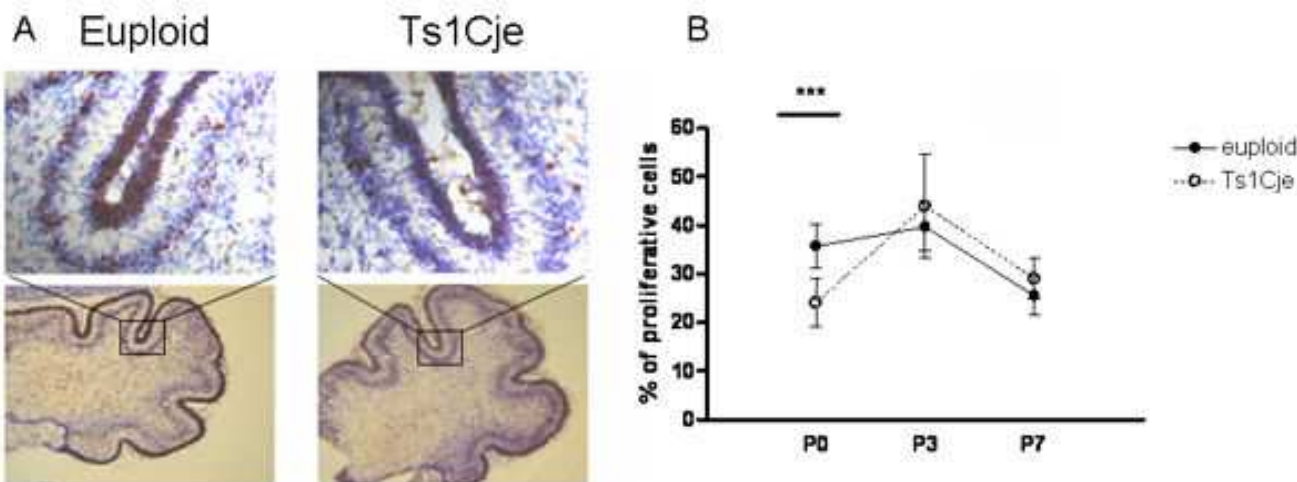 A Euploid Ts1Cje B
***
60
50
40
30
20
10
0
% of proliferative cells
P0 P3 P7
euploid
Ts1Cje